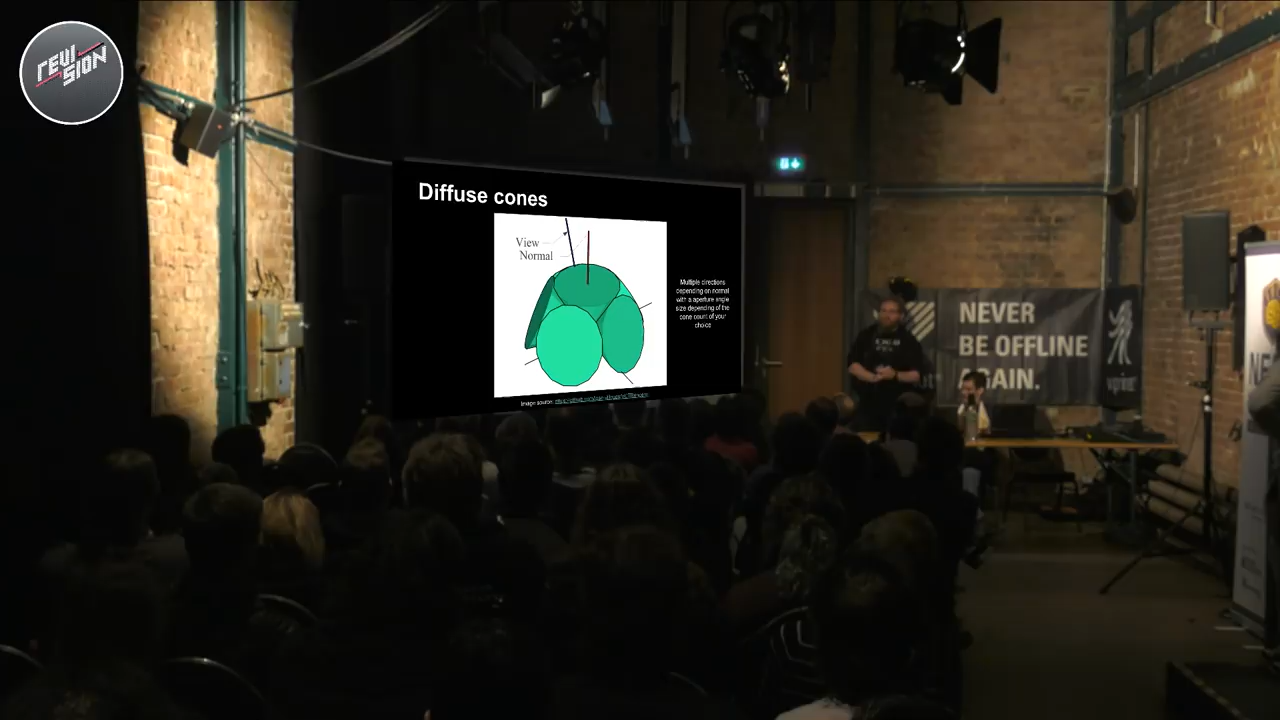 REVISION
Diffuse cones
View
Normal
Multiple directions
depending on normal
with a aperture angle
size depending of the
cone count of your
choice
Image source:
NEVER
BE OFFLINE
AGAIN.